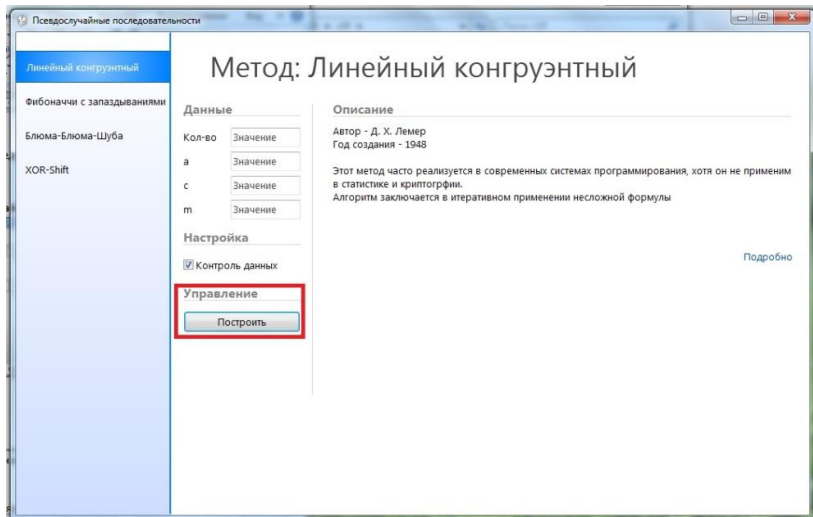 Псевдослучайные последовательности
Линейный конгруэнтный
Фибоначчи с запаздываниями
Блюма-Блюма-Шуба
XOR-Shift
Метод: Линейный конгруэнтный
Данные
Кол-во Значение
a Значение
c Значение
m Значение
Настройка
Контроль данных
Управление
Построить
Описание
Автор - Д. Х. Лемер
Год создания - 1948
Этот метод часто реализуется в современных системах программирования, хотя он не применим
в статистике и криптогрфии.
Алгоритм заключается в итеративном применении несложной формулы
Подробно